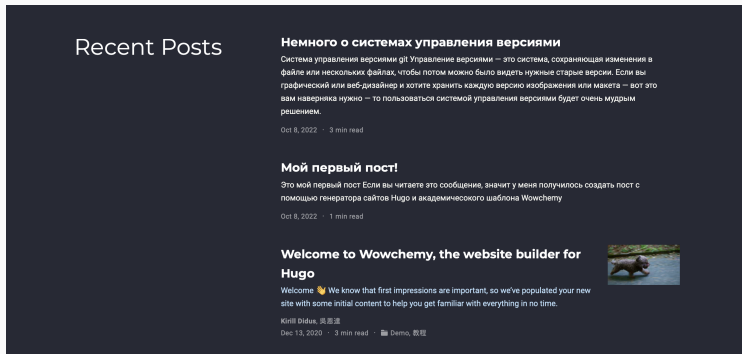 Recent Posts
Немного о системах управления версиями
Система управления версиями git Управление версиями — это система, сохраняющая изменения в
файле или нескольких файлах, чтобы потом можно было видеть нужные старые версии. Если вы
графический или веб-дизайнер и хотите хранить каждую версию изображения или макета — вот это
вам наверняка нужно — то пользоваться системой управления версиями будет очень мудрым
решением.
Oct 8, 2022 · 3 min read
Мой первый пост!
Это мой первый пост Если вы читаете это сообщение, значит у меня получилось создать пост с
помощью генератора сайтов Hugo и академичесокого шаблона Wowchemy
Oct 8, 2022 · 1 min read
Welcome to Wowchemy, the website builder for
Hugo
Welcome 👋 We know that first impressions are important, so we've populated your new
site with some initial content to help you get familiar with everything in no time.
Kirill Didus, 吳恩達
Dec 13, 2020 · 3 min read · Demo, 教程